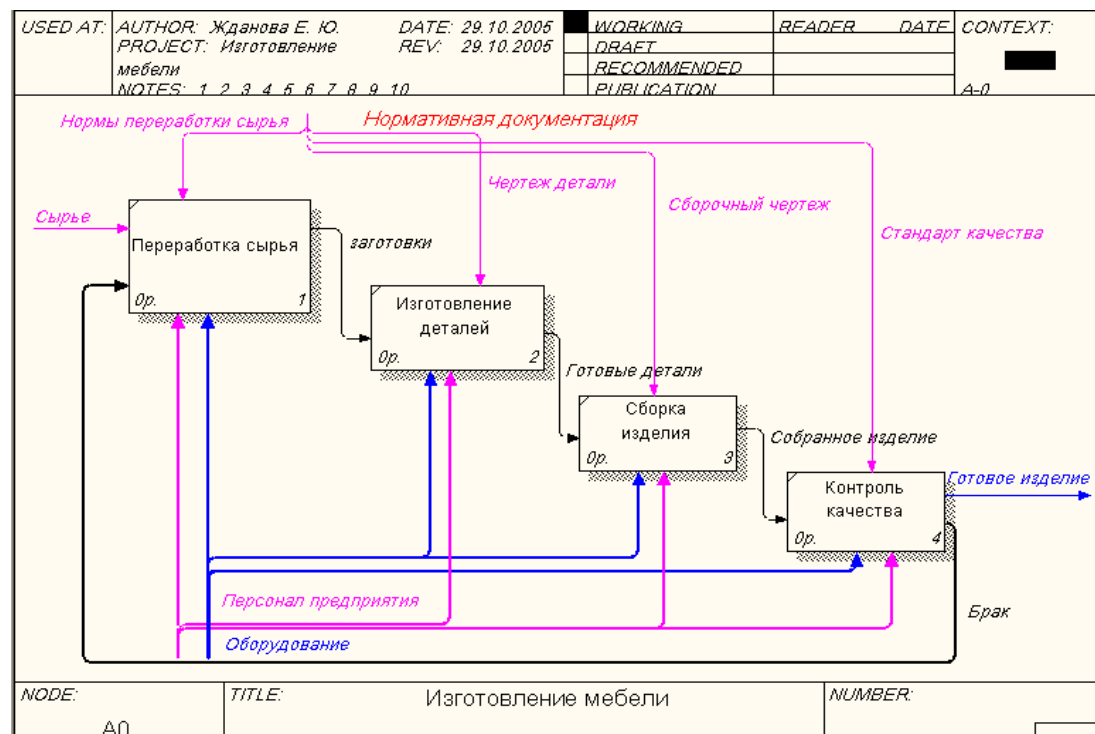 USED AT:
AUTHOR: Жданова Е. Ю.
DATE: 29.10.2005
PROJECT: Изготовление мебели
REV: 29.10.2005
NOTES: 1 2 3 4 5 6 7 8 9 10
WORKING
DRAFT
RECOMMENDED
PUBLICATION
READER
DATE
CONTEXT:
A-0
Нормы переработки сырья
Нормативная документация
Чертеж детали
Сборочный чертеж
Стандарт качества
Сырье
Переработка сырья
0р.
1
заготовки
Изготовление
деталей
0р.
2
Готовые детали
Сборка
изделия
0р.
3
Собранное изделие
Контроль
качества
0р.
4
Готовое изделие
Персонал предприятия
Оборудование
Брак
NODE:
A0
TITLE:
Изготовление мебели
NUMBER: